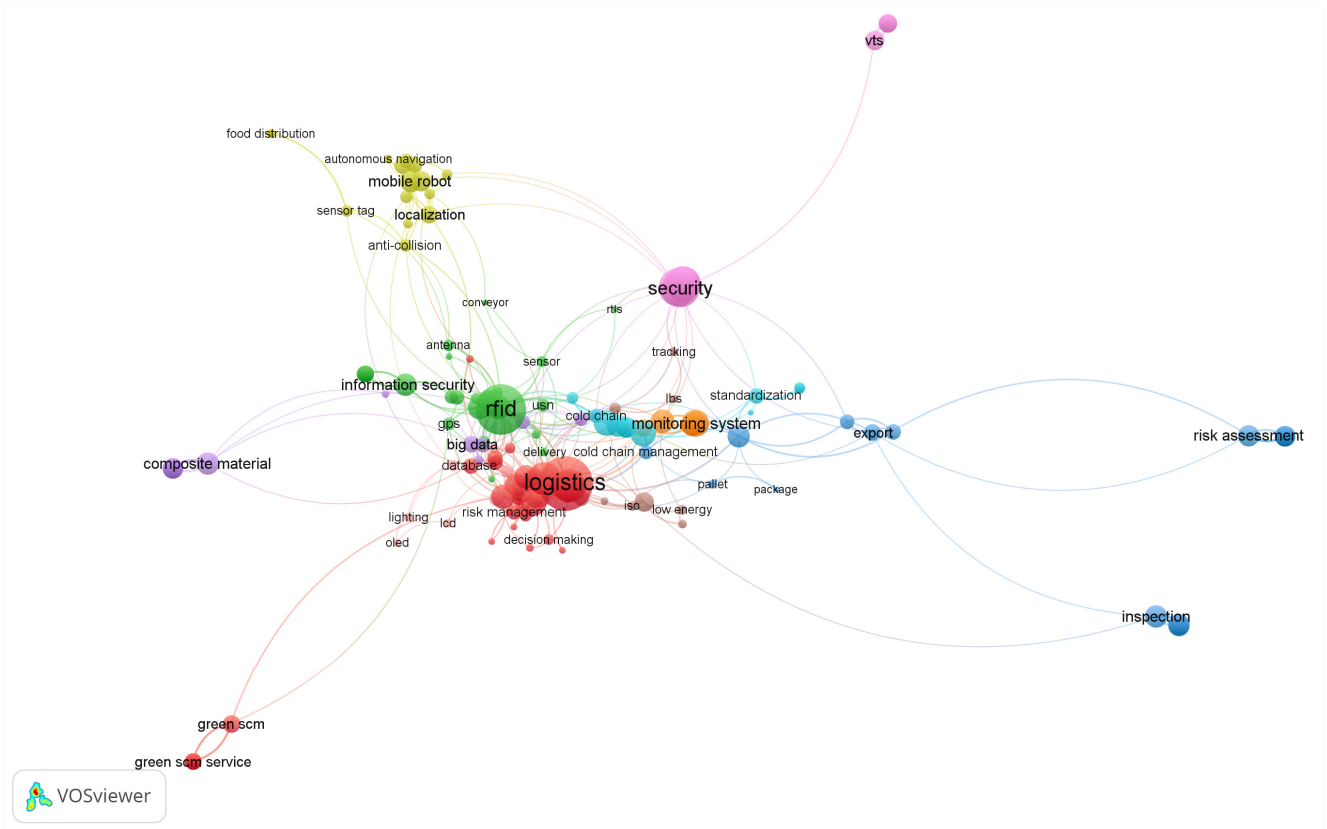 vts
food distribution
autonomous navigation
mobile robot
sensor tag
localization
anti-collision
security
conveyor
rtls
antenna
tracking
sensor
information security
standardization
lbs
rfid
usn
cold chain
gps
monitoring system
export
risk assessment
big data
delivery
cold chain management
composite material
database
logistics
pallet
package
iso
low energy
risk management
lighting
lcd
decision making
oled
inspection
green scm
green scm service
VOSviewer